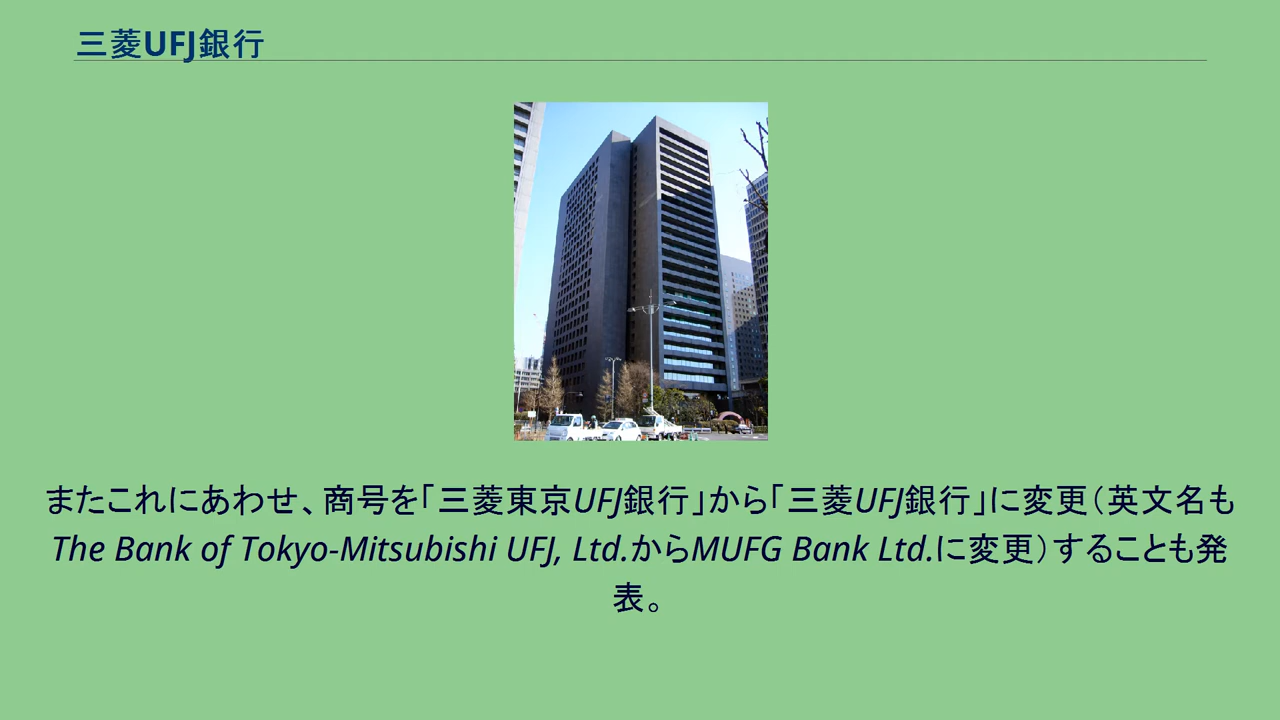 三菱UFJ銀行
またこれにあわせ、商号を「三菱東京UFJ銀行」から「三菱UFJ銀行」に変更（英文名も
The Bank of Tokyo-Mitsubishi UFJ, Ltd.からMUFG Bank Ltd.に変更）することも発
表。